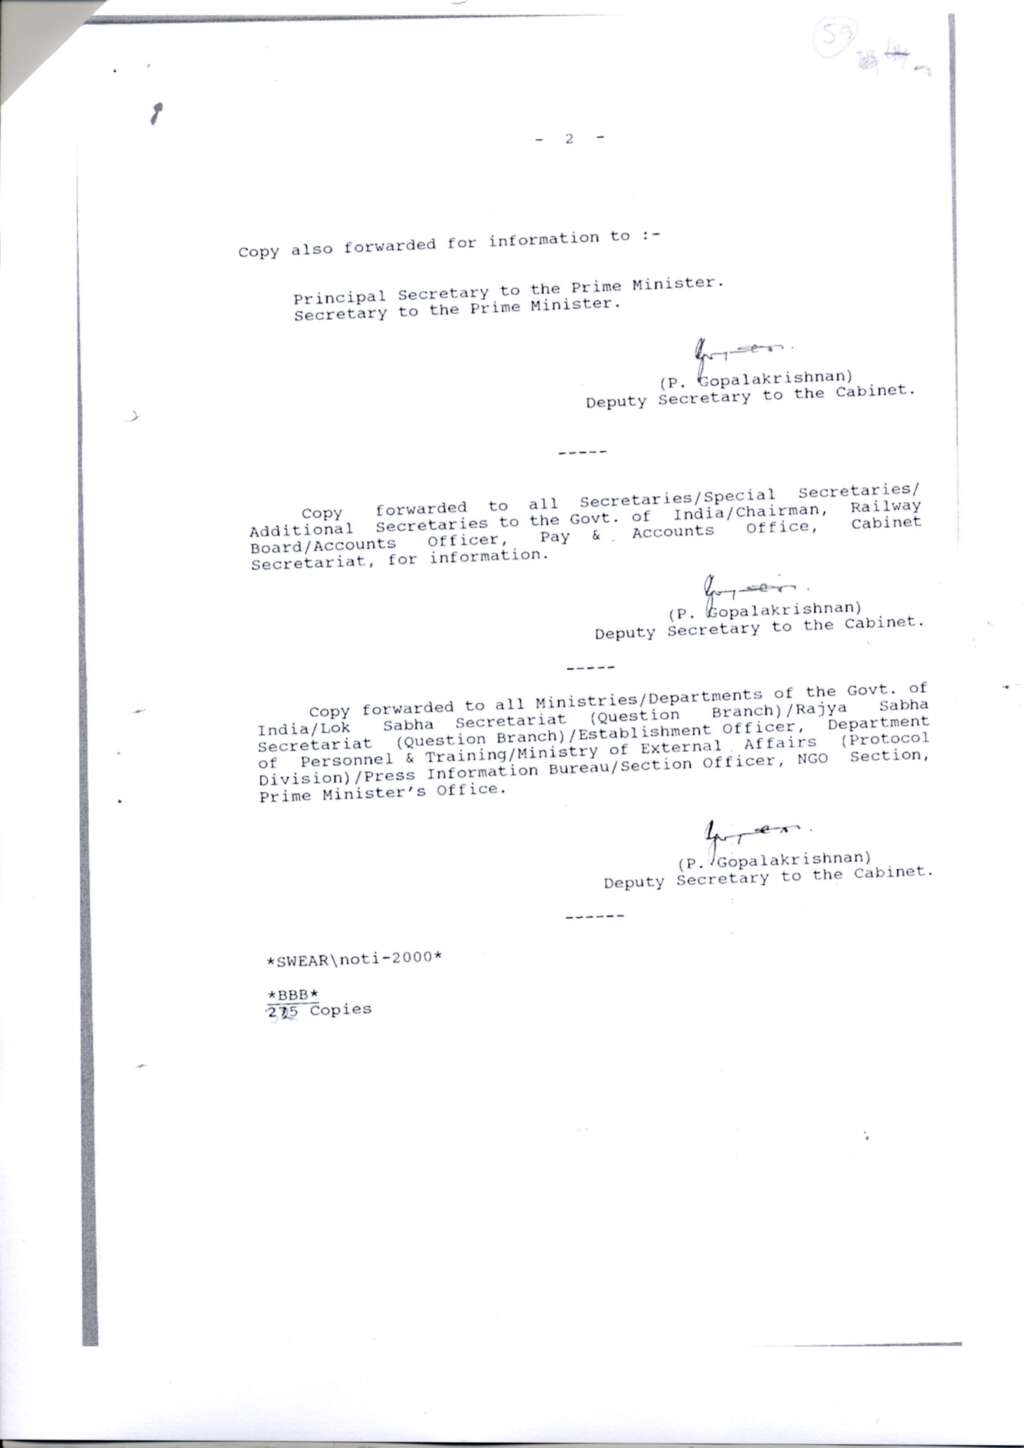 59
- 2 -
Copy also forwarded for information to :-
Principal Secretary to the Prime Minister.
Secretary to the Prime Minister.
(P. Gopalakrishnan)
Deputy Secretary to the Cabinet.
-----
Copy forwarded to all Secretaries/Special Secretaries/
Additional Secretaries to the Govt. of India/Chairman, Railway
Board/Accounts Officer, Pay & Accounts Office, Cabinet
Secretariat, for information.
(P. Gopalakrishnan)
Deputy Secretary to the Cabinet.
-----
Copy forwarded to all Ministries/Departments of the Govt. of
India/Lok Sabha Secretariat (Question Branch)/Rajya Sabha
Secretariat (Question Branch)/Establishment Officer, Department
of Personnel & Training/Ministry of External Affairs (Protocol
Division)/Press Information Bureau/Section Officer, NGO Section,
Prime Minister's Office.
(P. Gopalakrishnan)
Deputy Secretary to the Cabinet.
------
*SWEAR\noti-2000*
*BBB*
Copies